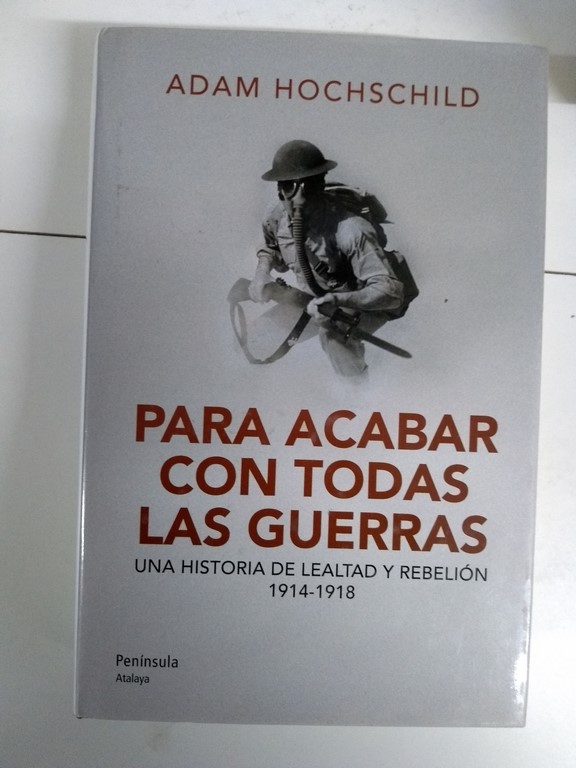 ADAM HOCHSCHILD
PARA ACABAR
CON TODAS
LAS GUERRAS
UNA HISTORIA DE LEALTAD Y REBELIÓN
1914-1918
Península
Atalaya